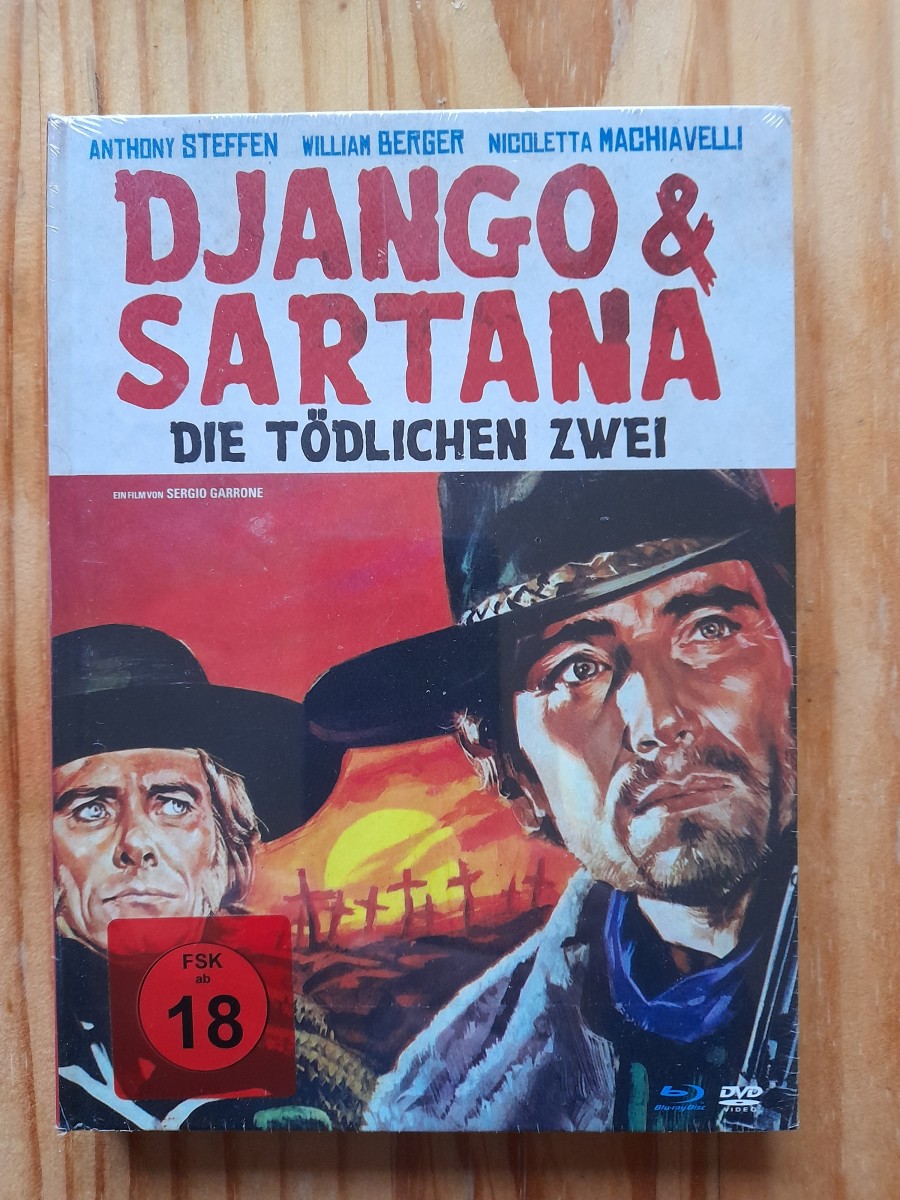 ANTHONY STEFFEN WILLIAM BERGER NICOLETTA MACHIAVELLI
DJANGO &
SARTANA
DIE TÖDLICHEN ZWEI
EIN FILM VON SERGIO GARRONE
FSK
ab
18
Blu-ray Disc
DVD
VIDEO